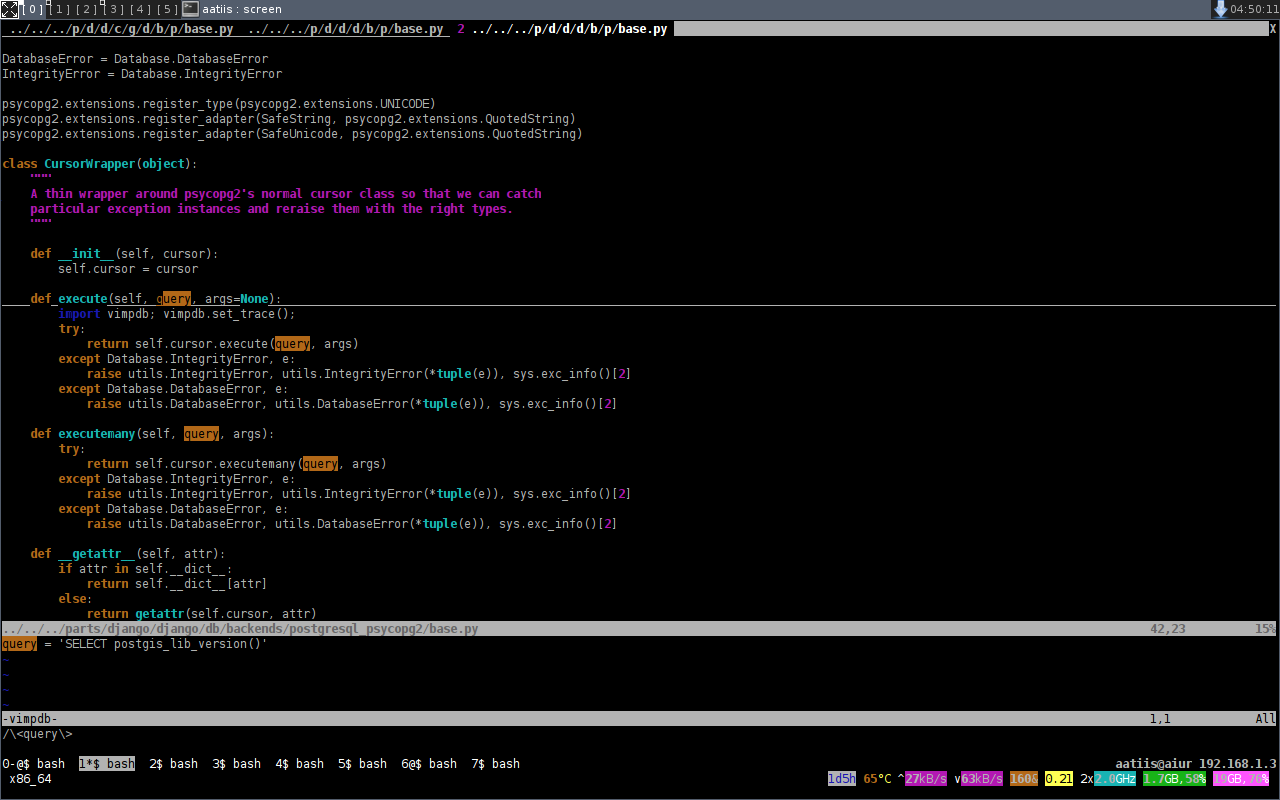 [0] [1] [2] [3] [4] [5] aatiis : screen 04:50:11
../../../p/d/d/c/g/d/b/p/base.py ../../../p/d/d/d/b/p/base.py 2 ../../../p/d/d/d/b/p/base.py X
DatabaseError = Database.DatabaseError
IntegrityError = Database.IntegrityError
psycopg2.extensions.register_type(psycopg2.extensions.UNICODE)
psycopg2.extensions.register_adapter(SafeString, psycopg2.extensions.QuotedString)
psycopg2.extensions.register_adapter(SafeUnicode, psycopg2.extensions.QuotedString)
class CursorWrapper(object):
    """
    A thin wrapper around psycopg2's normal cursor class so that we can catch
    particular exception instances and reraise them with the right types.
    """
    def __init__(self, cursor):
        self.cursor = cursor
    def execute(self, query, args=None):
        import vimpdb; vimpdb.set_trace();
        try:
            return self.cursor.execute(query, args)
        except Database.IntegrityError, e:
            raise utils.IntegrityError, utils.IntegrityError(*tuple(e)), sys.exc_info()[2]
        except Database.DatabaseError, e:
            raise utils.DatabaseError, utils.DatabaseError(*tuple(e)), sys.exc_info()[2]
    def executemany(self, query, args):
        try:
            return self.cursor.executemany(query, args)
        except Database.IntegrityError, e:
            raise utils.IntegrityError, utils.IntegrityError(*tuple(e)), sys.exc_info()[2]
        except Database.DatabaseError, e:
            raise utils.DatabaseError, utils.DatabaseError(*tuple(e)), sys.exc_info()[2]
    def __getattr__(self, attr):
        if attr in self.__dict__:
            return self.__dict__[attr]
        else:
            return getattr(self.cursor, attr)
../../../parts/django/django/db/backends/postgresql_psycopg2/base.py 42,23 15%
query = 'SELECT postgis_lib_version()'
~
~
~
~
-vimpdb- 1,1 All
/\<query\>
0-@$ bash 1*$ bash 2$ bash 3$ bash 4$ bash 5$ bash 6@$ bash 7$ bash aatiis@aiur 192.168.1.3
x86_64 1d5h 65°C ^27kB/s v63kB/s 160& 0.21 2x2.0GHz 1.7GB,58%